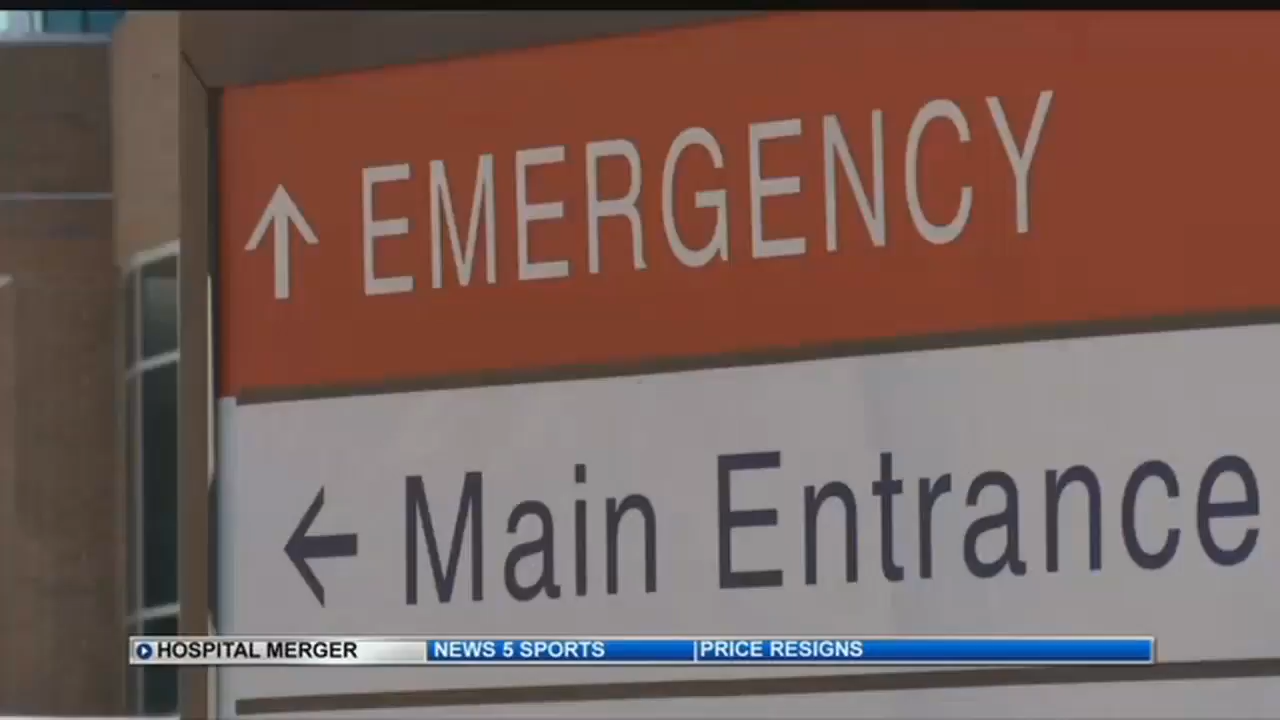 ↑ EMERGENCY
← Main Entrance
HOSPITAL MERGER NEWS 5 SPORTS |PRICE RESIGNS